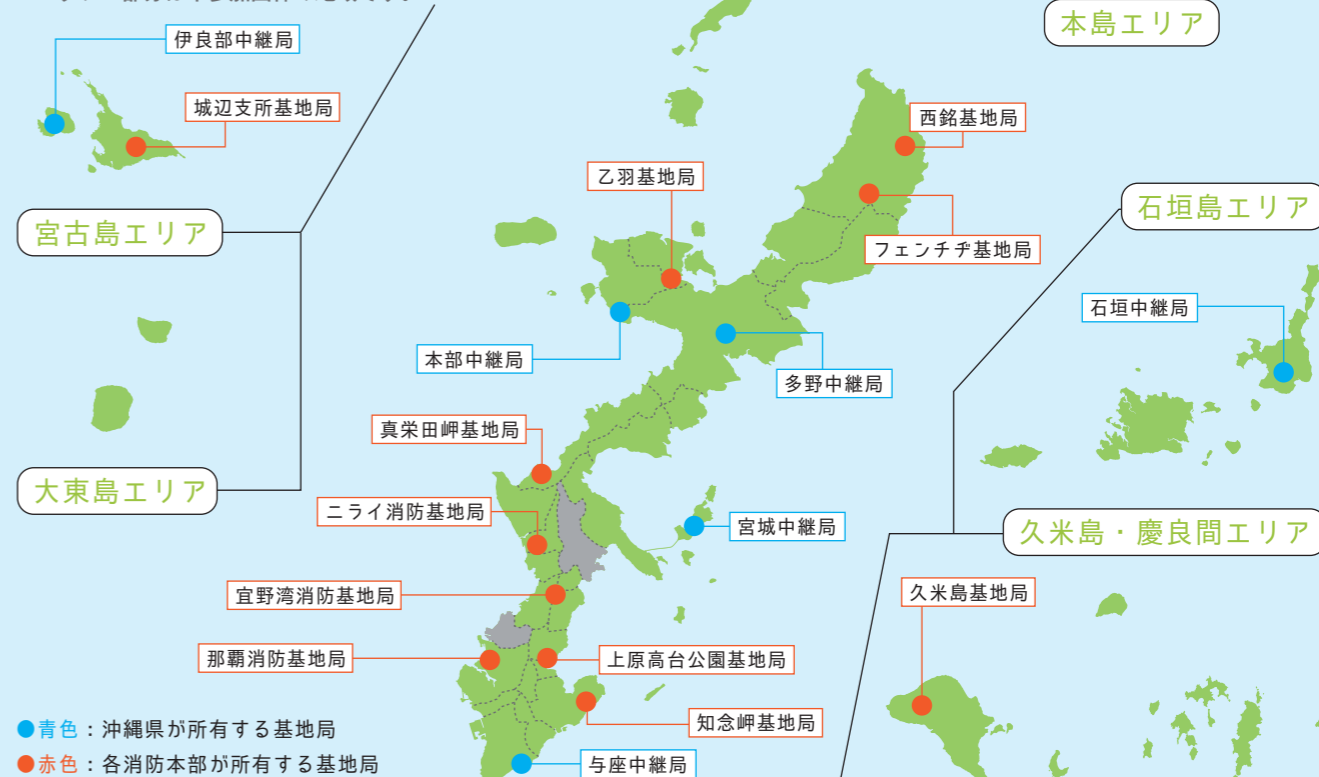 本島エリア
伊良部中継局
城辺支所基地局
西銘基地局
乙羽基地局
宮古島エリア
石垣島エリア
フェンチヂ基地局
石垣中継局
本部中継局
多野中継局
真栄田岬基地局
大東島エリア
ニライ消防基地局
宮城中継局
久米島・慶良間エリア
宜野湾消防基地局
久米島基地局
那覇消防基地局
上原高台公園基地局
知念岬基地局
●青色：沖縄県が所有する基地局
●赤色：各消防本部が所有する基地局
与座中継局